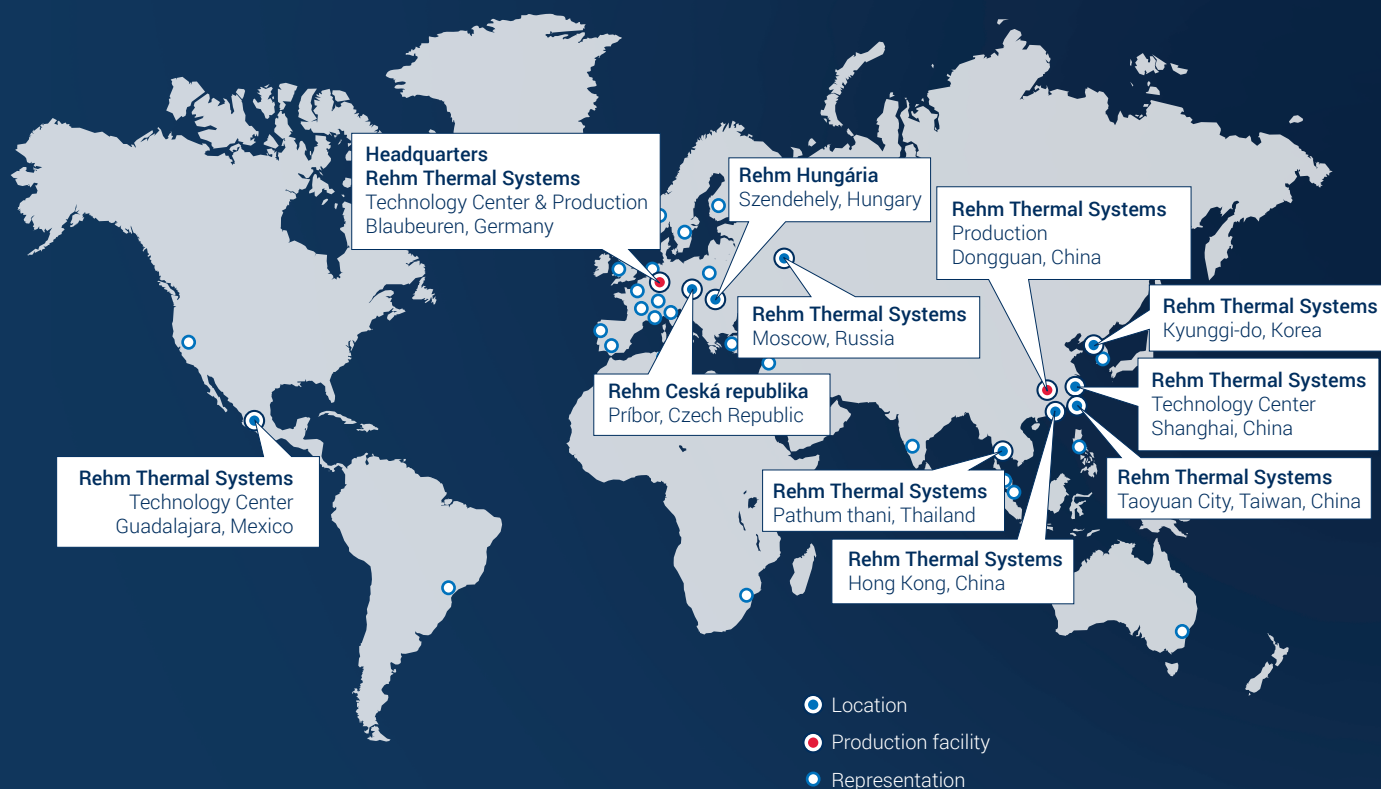 Headquarters
Rehm Thermal Systems
Technology Center & Production
Blaubeuren, Germany
Rehm Hungária
Szendehely, Hungary
Rehm Thermal Systems
Production
Dongguan, China
Rehm Thermal Systems
Moscow, Russia
Rehm Thermal Systems
Kyunggi-do, Korea
Rehm Ceská republika
Príbor, Czech Republic
Rehm Thermal Systems
Technology Center
Shanghai, China
Rehm Thermal Systems
Technology Center
Guadalajara, Mexico
Rehm Thermal Systems
Pathum thani, Thailand
Rehm Thermal Systems
Taoyuan City, Taiwan, China
Rehm Thermal Systems
Hong Kong, China
Location
Production facility
Representation